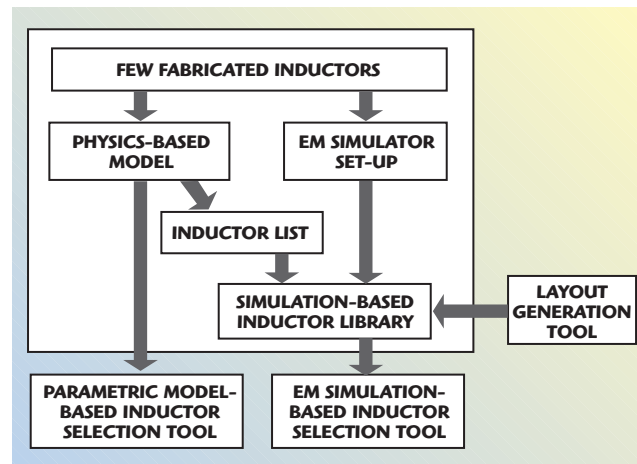 FEW FABRICATED INDUCTORS
PHYSICS-BASED
MODEL
EM SIMULATOR
SET-UP
INDUCTOR LIST
SIMULATION-BASED
INDUCTOR LIBRARY
LAYOUT
GENERATION
TOOL
PARAMETRIC MODEL-
BASED INDUCTOR
SELECTION TOOL
EM SIMULATION-
BASED INDUCTOR
SELECTION TOOL